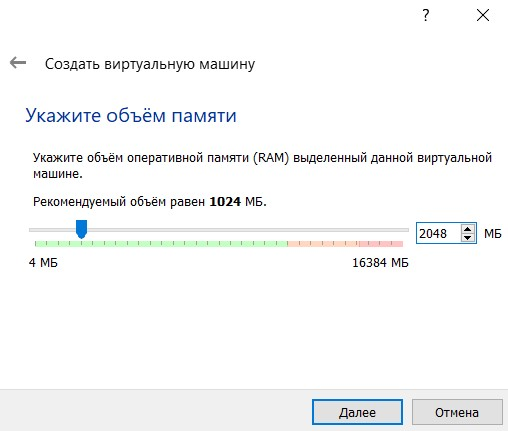 ?
Создать виртуальную машину
Укажите объём памяти
Укажите объём оперативной памяти (RAM) выделенный данной виртуальной
машине.
Рекомендуемый объём равен 1024 МБ.
2048 МБ
4 МБ 16384 МБ
Далее Отмена